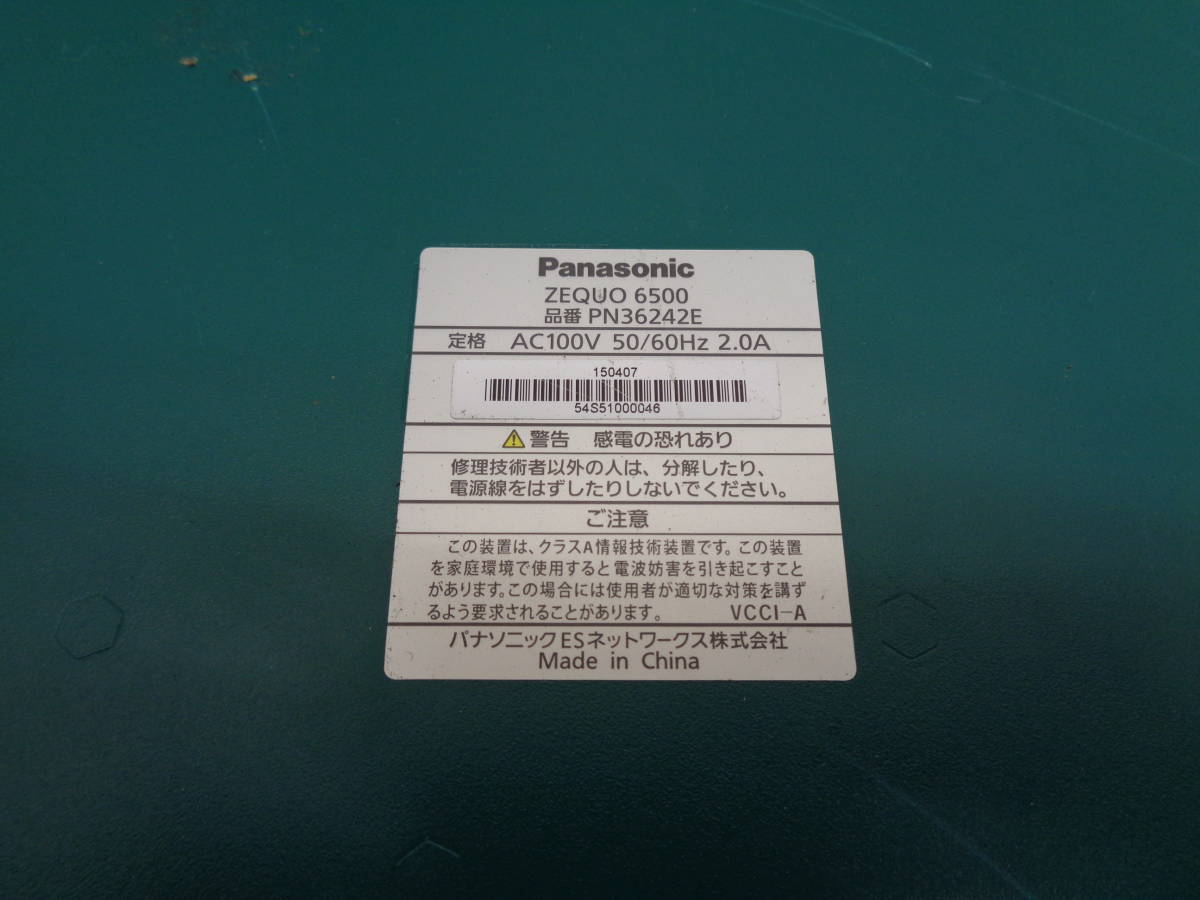 Panasonic
ZEQUO 6500
品番 PN36242E
定格 AC100V 50/60Hz 2.0A
150407
54S51000046
警告 感電の恐れあり
修理技術者以外の人は、分解したり、
電源線をはずしたりしないでください。
ご注意
この装置は、クラスA情報技術装置です。この装置
を家庭環境で使用すると電波妨害を引き起こすこと
があります。この場合には使用者が適切な対策を講ず
るよう要求されることがあります。 VCCI-A
パナソニックESネットワークス株式会社
Made in China